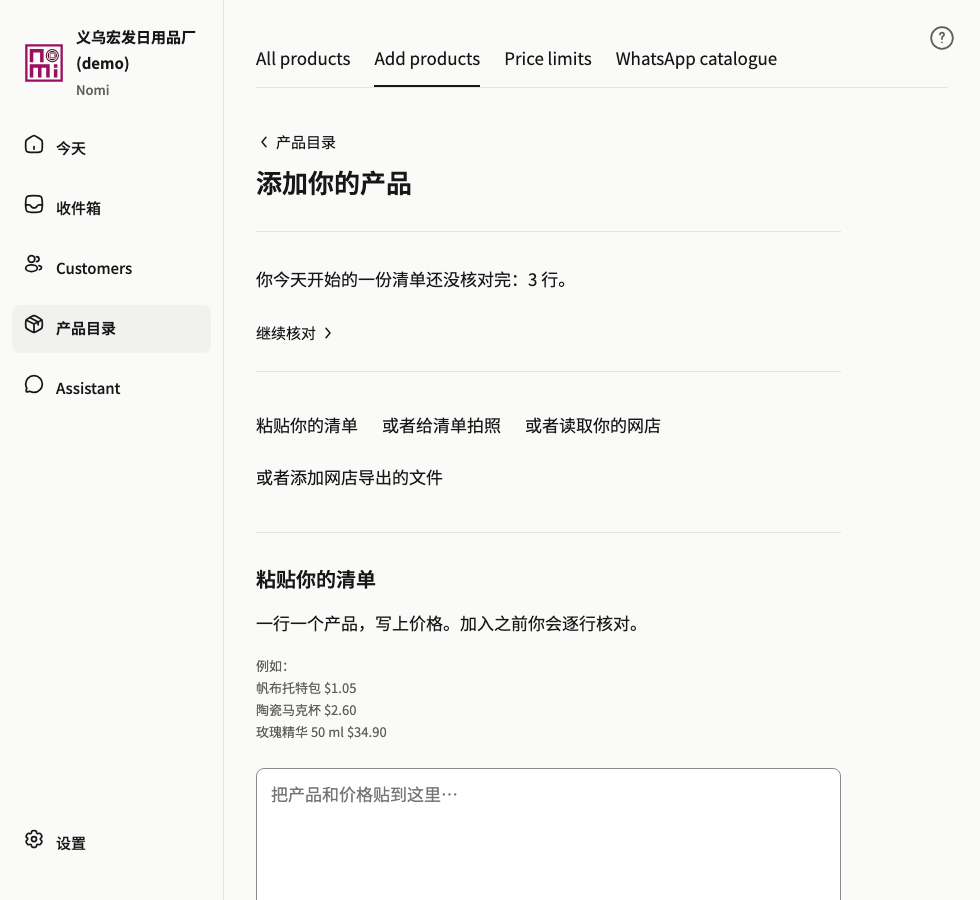 义乌宏发日用品厂
(demo)
Nomi
今天
收件箱
Customers
产品目录
Assistant
设置
All products
Add products
Price limits
WhatsApp catalogue
?
产品目录
添加你的产品
你今天开始的一份清单还没核对完：3 行。
继续核对
粘贴你的清单
或者给清单拍照
或者读取你的网店
或者添加网店导出的文件
粘贴你的清单
一行一个产品，写上价格。加入之前你会逐行核对。
例如：
帆布托特包 $1.05
陶瓷马克杯 $2.60
玫瑰精华 50 ml $34.90
把产品和价格贴到这里…